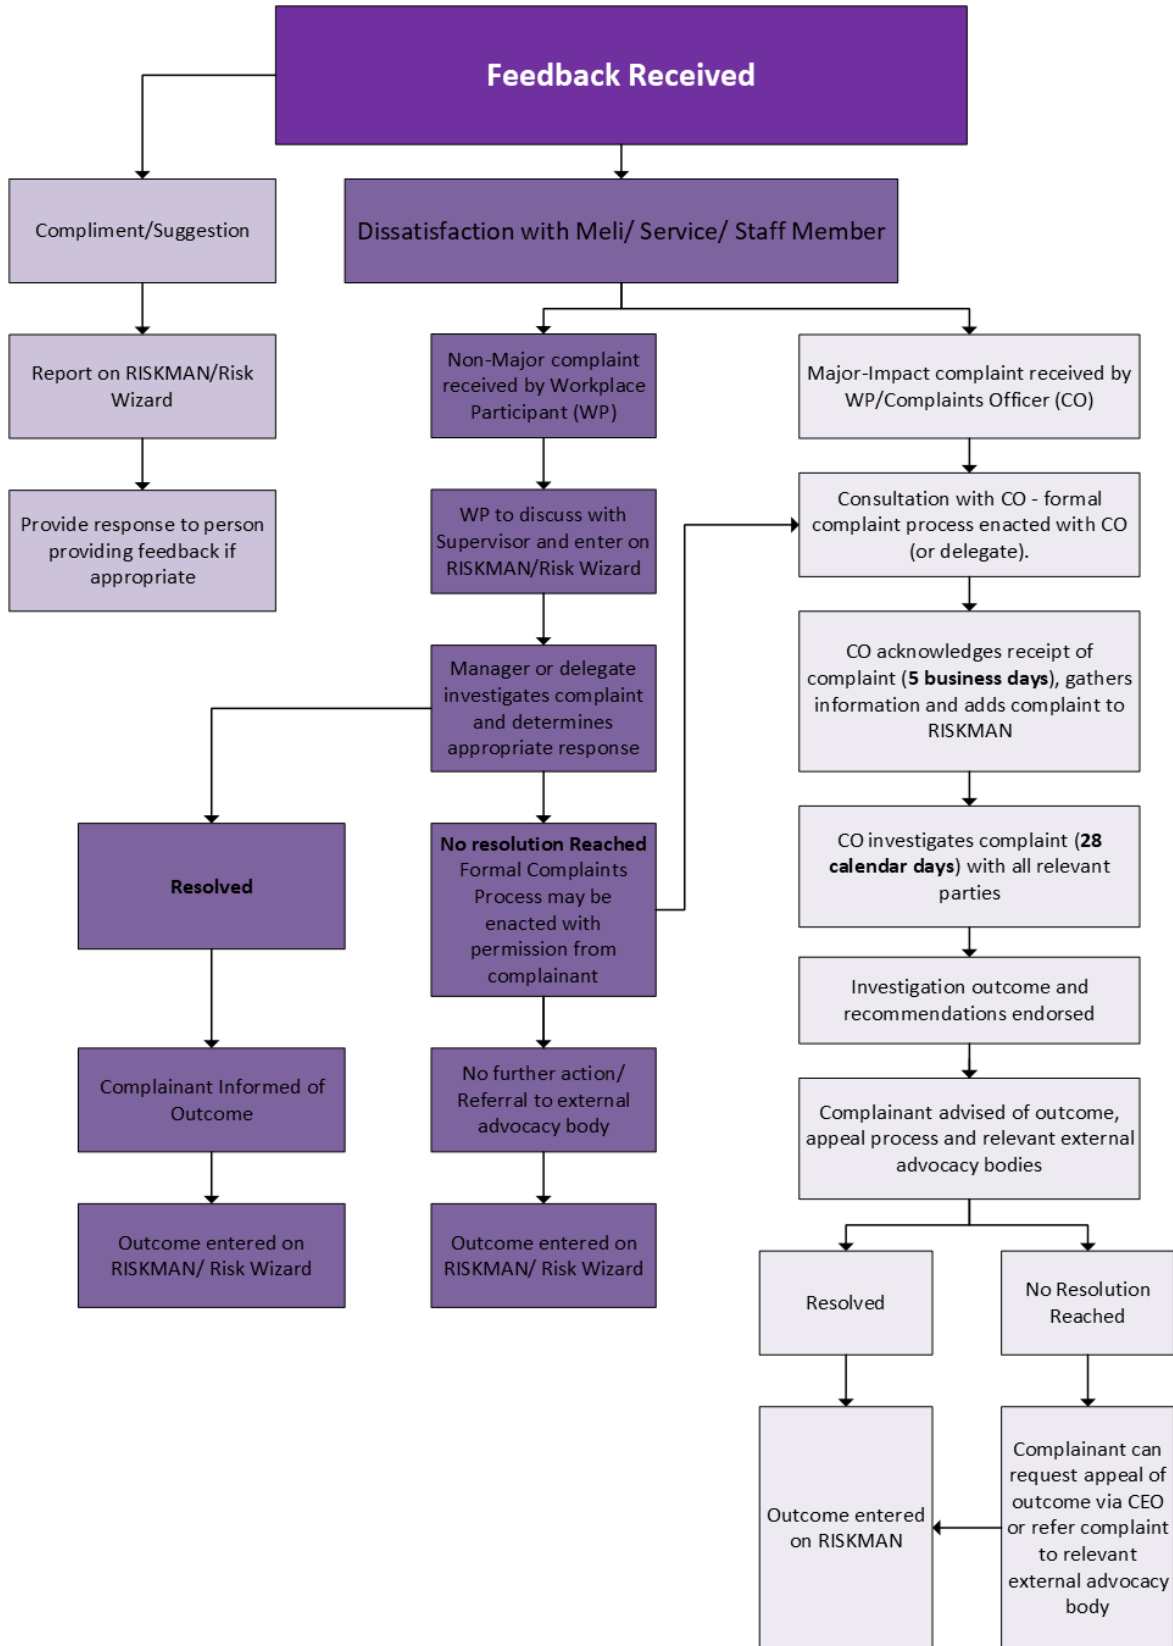 Feedback Received
Compliment/Suggestion
Dissatisfaction with Meli/ Service/ Staff Member
Report on RISKMAN/Risk
Wizard
Provide response to person
providing feedback if
appropriate
Non-Major complaint
received by Workplace
Participant (WP)
WP to discuss with
Supervisor and enter on
RISKMAN/Risk Wizard
Manager or delegate
investigates complaint
and determines
appropriate response
Resolved
Complainant Informed of
Outcome
Outcome entered on
RISKMAN/ Risk Wizard
No resolution Reached
Formal Complaints
Process may be
enacted with
permission from
complainant
No further action/
Referral to external
advocacy body
Outcome entered on
RISKMAN/ Risk Wizard
Major-Impact complaint received by
WP/Complaints Officer (CO)
Consultation with CO - formal
complaint process enacted with CO
(or delegate).
CO acknowledges receipt of
complaint (5 business days), gathers
information and adds complaint to
RISKMAN
CO investigates complaint (28
calendar days) with all relevant
parties
Investigation outcome and
recommendations endorsed
Complainant advised of outcome,
appeal process and relevant external
advocacy bodies
Resolved
No Resolution
Reached
Outcome entered
on RISKMAN
Complainant can
request appeal of
outcome via CEO
or refer complaint
to relevant
external advocacy
body